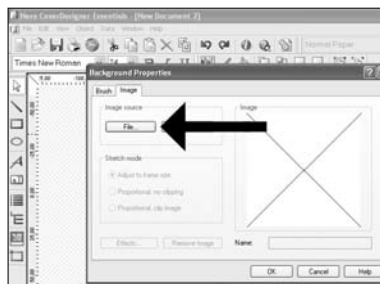 Nero CoverDesigner Essentials - [New Document 2]
File Edit View Object Data Window Help
Normal Paper
Times New Roman 24
Background Properties
Brush Image
Image source Image
File...
Stretch mode
Adjust to frame size
Proportional, no clipping
Proportional, clip image
Effects... Remove Image Name:
OK Cancel Help